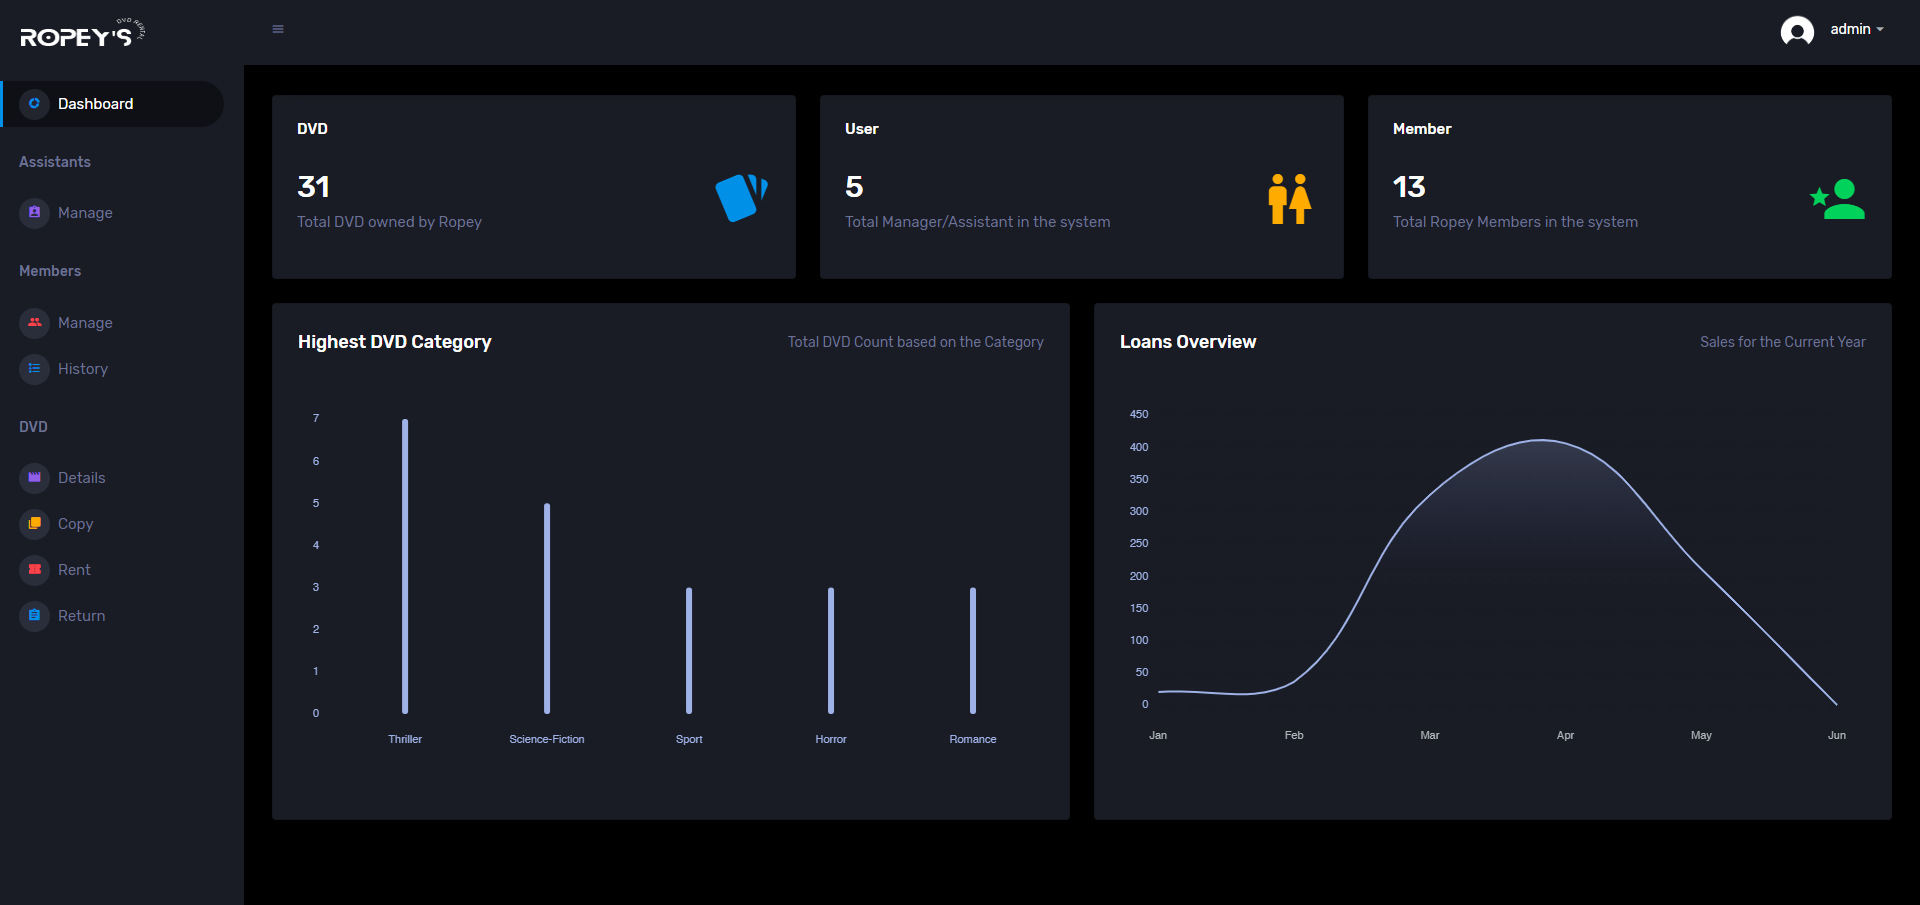 ROPEY'S
DVD RENTAL
admin
Dashboard
Assistants
Manage
Members
Manage
History
DVD
Details
Copy
Rent
Return
DVD
31
Total DVD owned by Ropey
User
5
Total Manager/Assistant in the system
Member
13
Total Ropey Members in the system
Highest DVD Category
Total DVD Count based on the Category
7
6
5
4
3
2
1
0
Thriller
Science-Fiction
Sport
Horror
Romance
Loans Overview
Sales for the Current Year
450
400
350
300
250
200
150
100
50
0
Jan
Feb
Mar
Apr
May
Jun